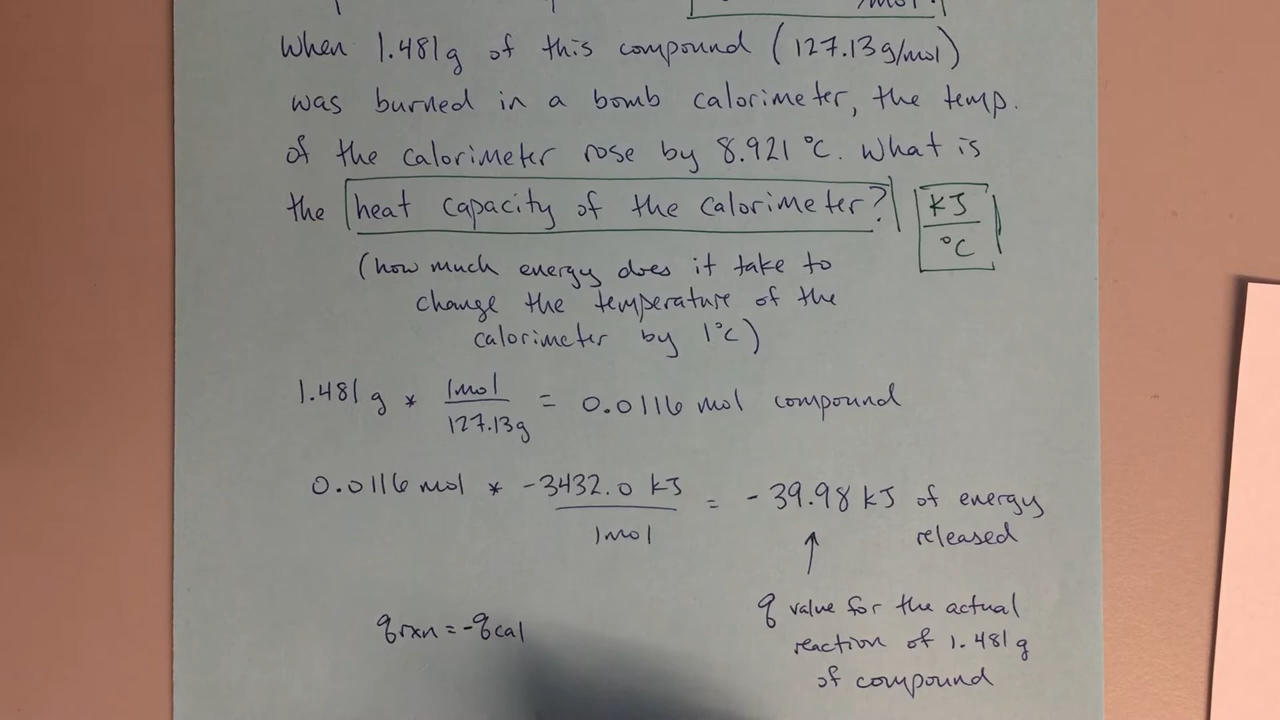 /mol.
When 1.481g of this compound (127.13g/mol)
was burned in a bomb calorimeter, the temp.
of the calorimeter rose by 8.921 °C. What is
the heat capacity of the calorimeter? kJ/°C
(how much energy does it take to
change the temperature of the
calorimeter by 1°C)
1.481g * 1mol/127.13g = 0.0116 mol compound
0.0116 mol * -3432.0 kJ/1mol = -39.98 kJ of energy
released
q value for the actual
reaction of 1.481g
of compound
qrxn = -qcal